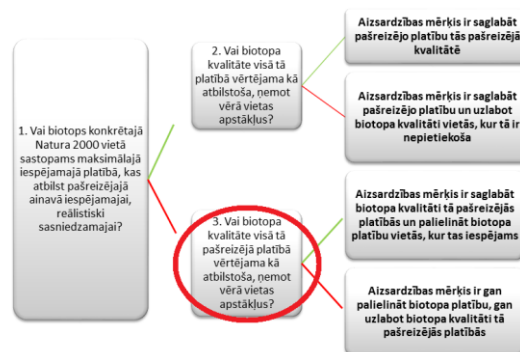 1. Vai biotops konkrētajā
Natura 2000 vietā
sastopams maksimālajā
iespējamajā platībā, kas
atbilst pašreizējajā
ainavā iespējamajai,
reālistiski
sasniedzamajai?
2. Vai biotopa
kvalitāte visā tā
platībā vērtējama kā
atbilstoša, ņemot
vērā vietas
apstākļus?
3. Vai biotopa
kvalitāte visā tā
pašreizējā platībā
vērtējama kā
atbilstoša, ņemot
vērā vietas
apstākļus?
Aizsardzības mērķis ir saglabāt
pašreizējo platību tās pašreizējā
kvalitātē
Aizsardzības mērķis ir saglabāt
pašreizējo platību un uzlabot
biotopa kvalitāti vietās, kur tā ir
nepietiekoša
Aizsardzības mērķis ir saglabāt
biotopa kvalitāti tā pašreizējās
platībās un palielināt biotopa
platību vietās, kur tas iespējams
Aizsardzības mērķis ir gan
palielināt biotopa platību, gan
uzlabot biotopa kvalitāti tā
pašreizējās platībās